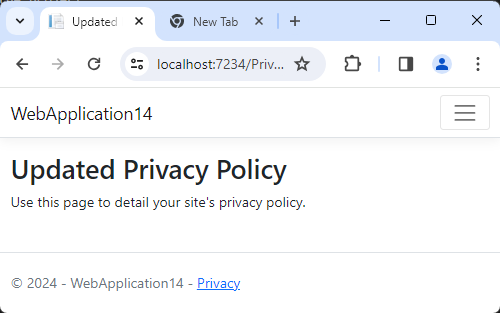 Updated
New Tab
localhost:7234/Priv...
WebApplication14
Updated Privacy Policy
Use this page to detail your site's privacy policy.
© 2024 - WebApplication14 - Privacy